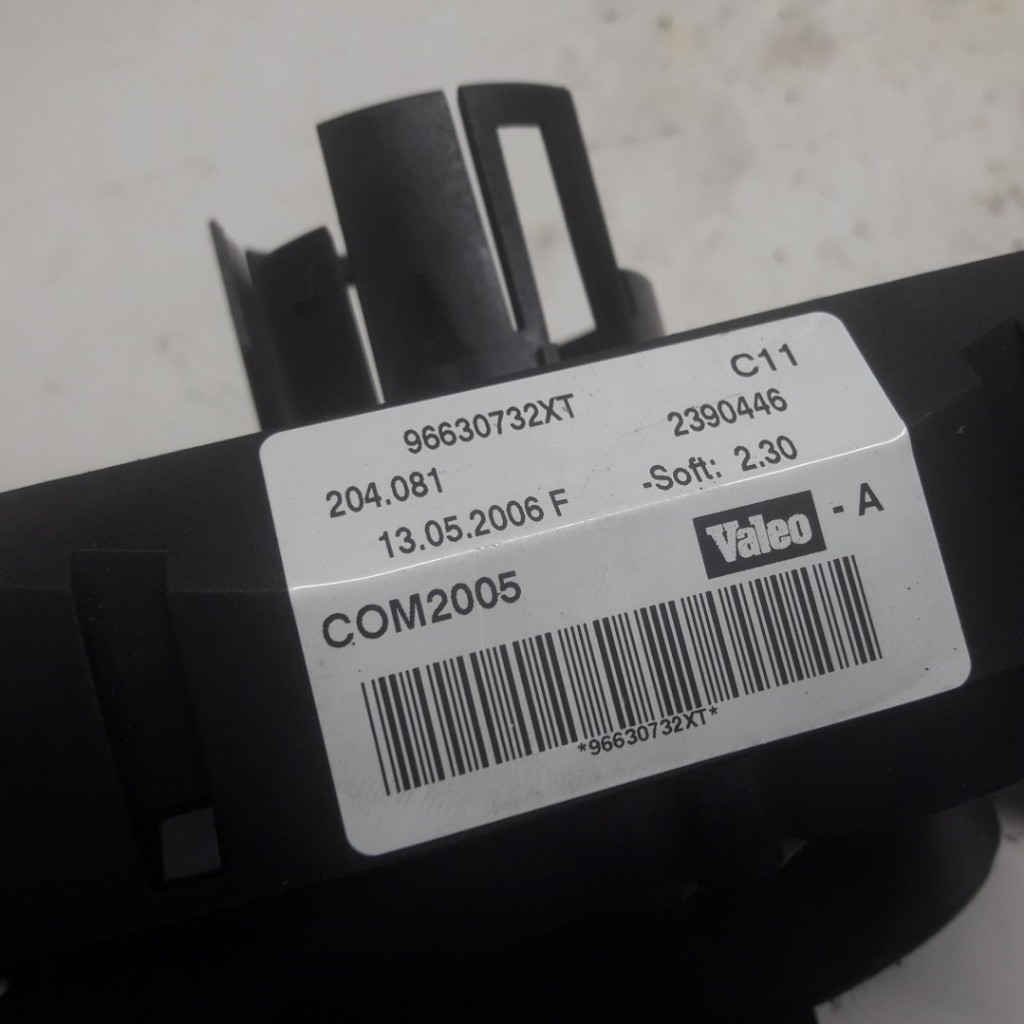 C11
96630732XT 2390446
204.081 -Soft: 2.30
13.05.2006 F
Valeo - A
COM2005
*96630732XT*